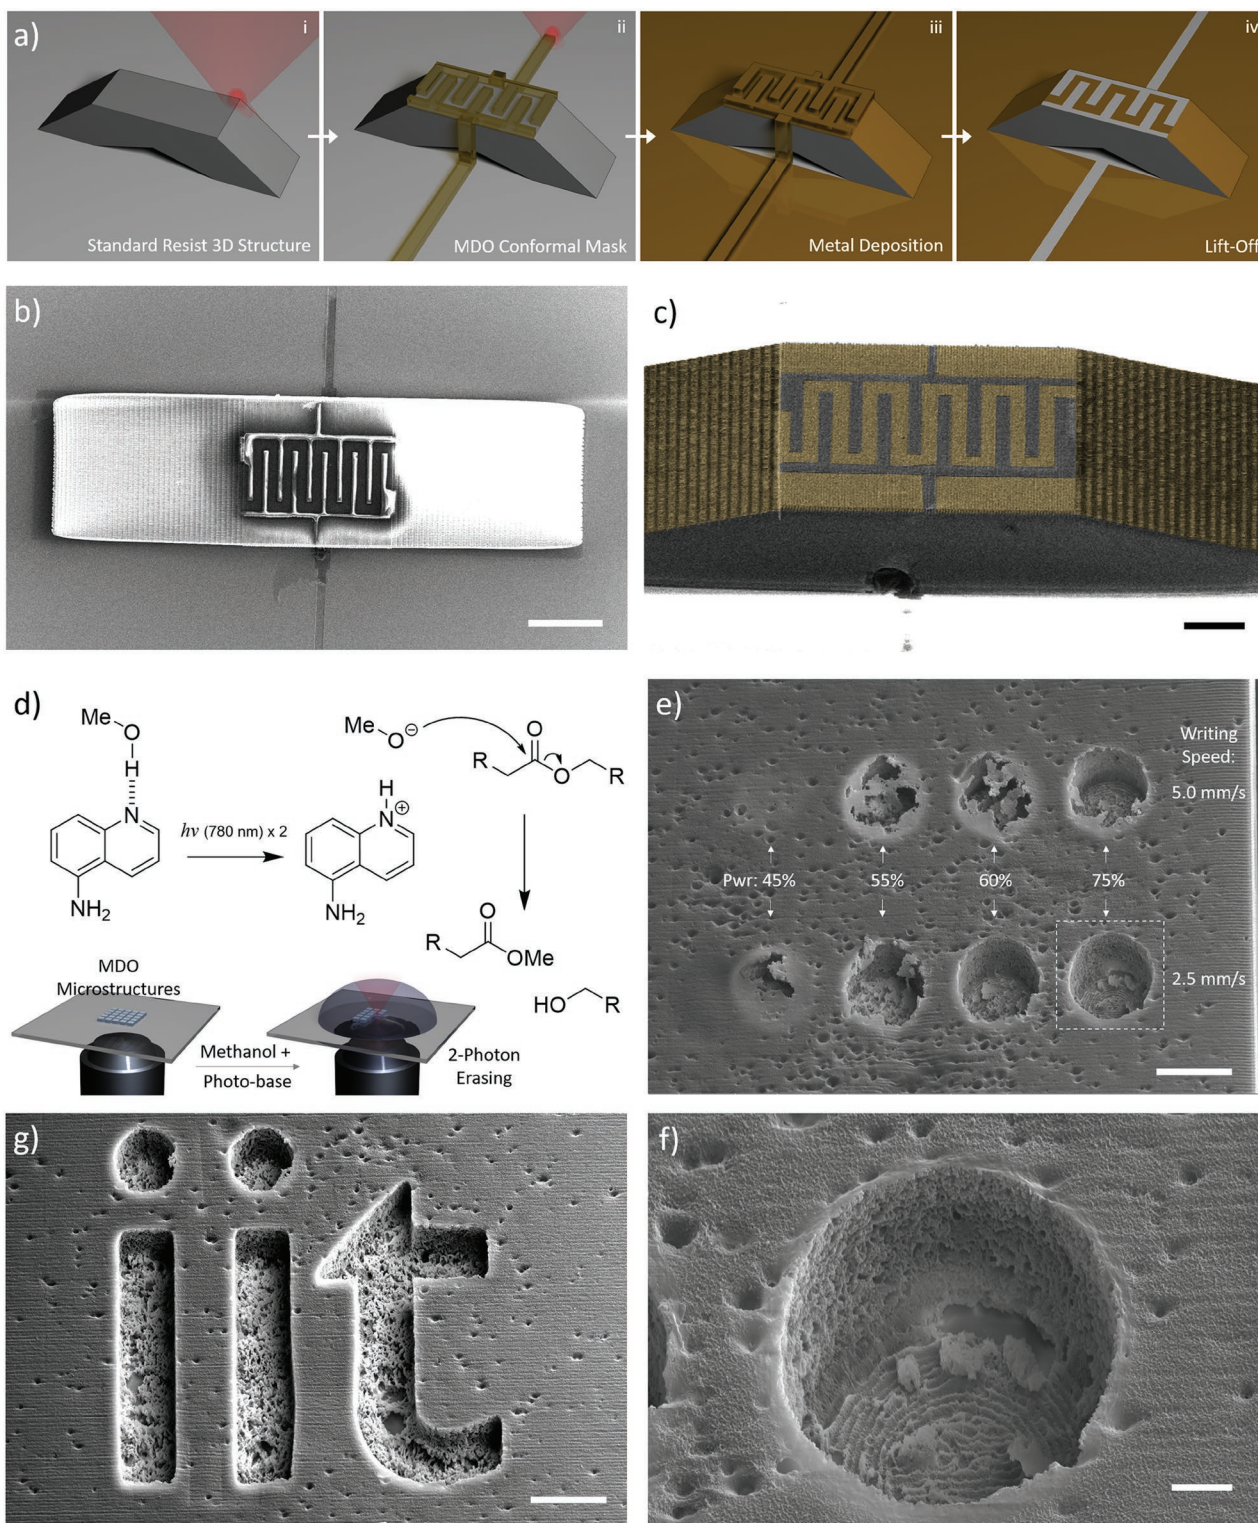 a)
i
ii
iii
iv
Standard Resist 3D Structure
MDO Conformal Mask
Metal Deposition
Lift-Off
b)
c)
d)
Me
O
H
N
NH2
hν (780 nm) x 2
H
N
⊕
NH2
Me
O
⊖
R
O
O
R
R
O
OMe
HO
R
MDO
Microstructures
Methanol +
Photo-base
2-Photon
Erasing
e)
Writing
Speed:
5.0 mm/s
Pwr: 45%
55%
60%
75%
2.5 mm/s
g)
iit
f)